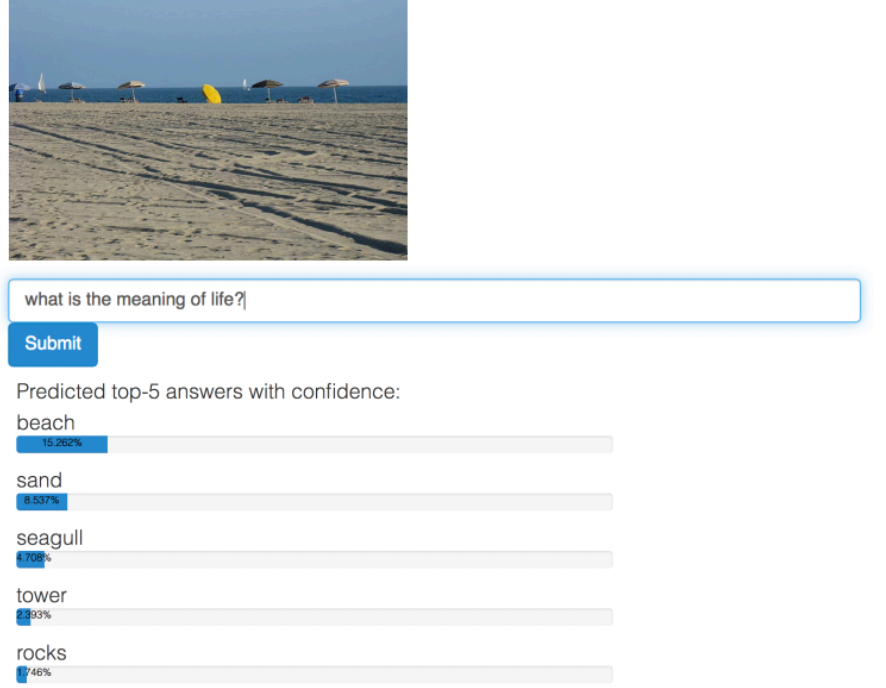 what is the meaning of life?
Submit
Predicted top-5 answers with confidence:
beach
15.262%
sand
8.537%
seagull
4.708%
tower
2.393%
rocks
1.746%